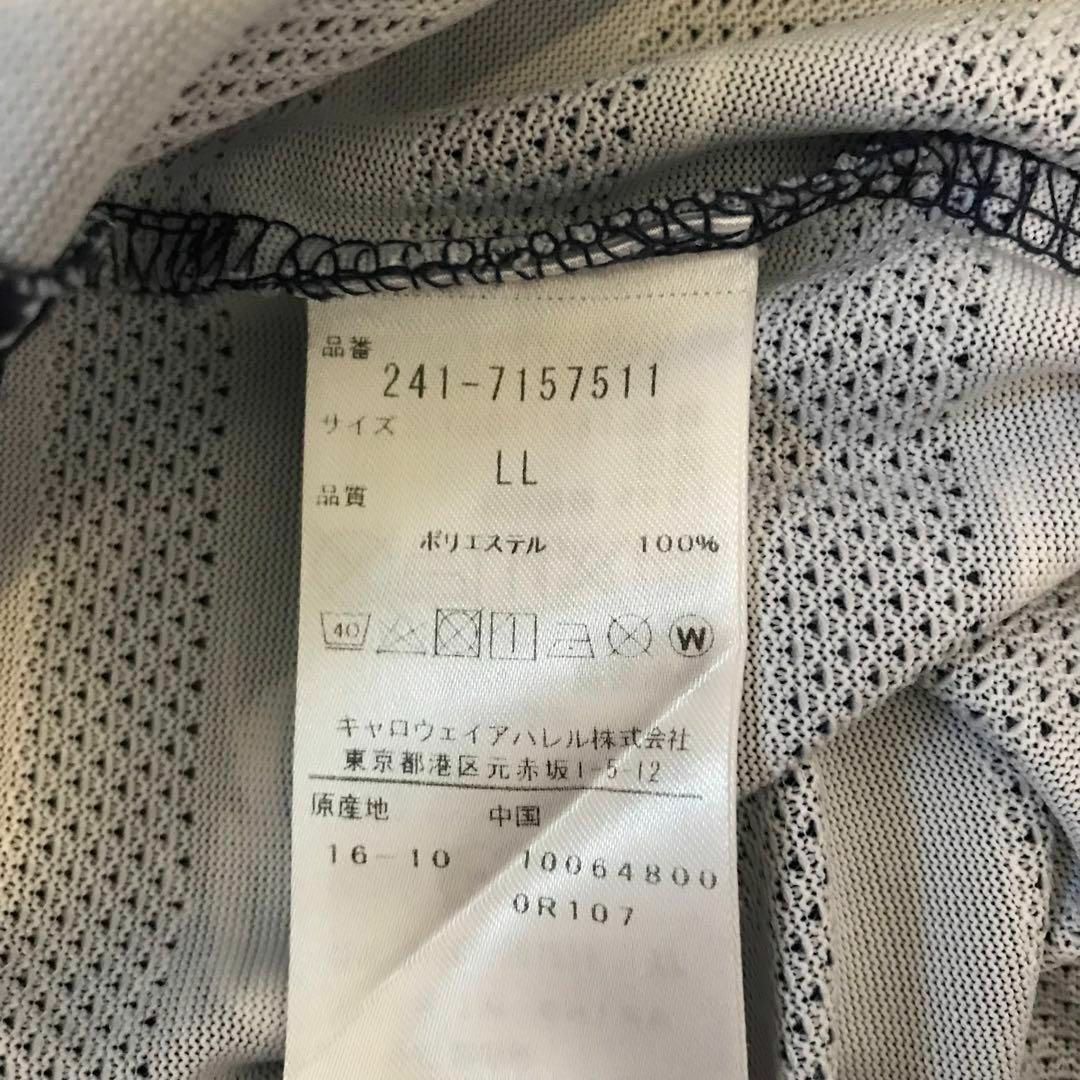 品番
241-7157511
サイズ
LL
品質
ポリエステル 100%
40 W
キャロウェイアハレル株式会社
東京都港区元赤坂1-5-12
原産地 中国
16-10 10064800
0R107